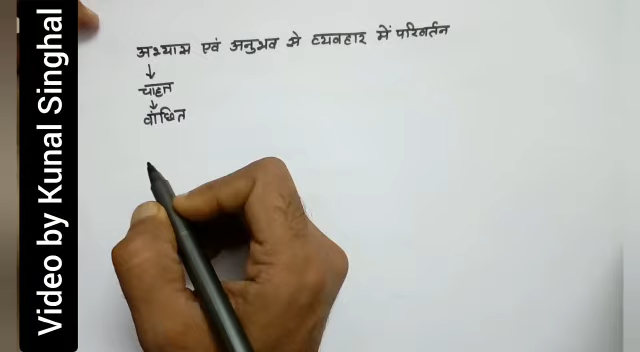 अभ्यास एवं अनुभव से व्यवहार में परिवर्तन
↓
चाहत
↓
वांछित
Video by Kunal Singhal